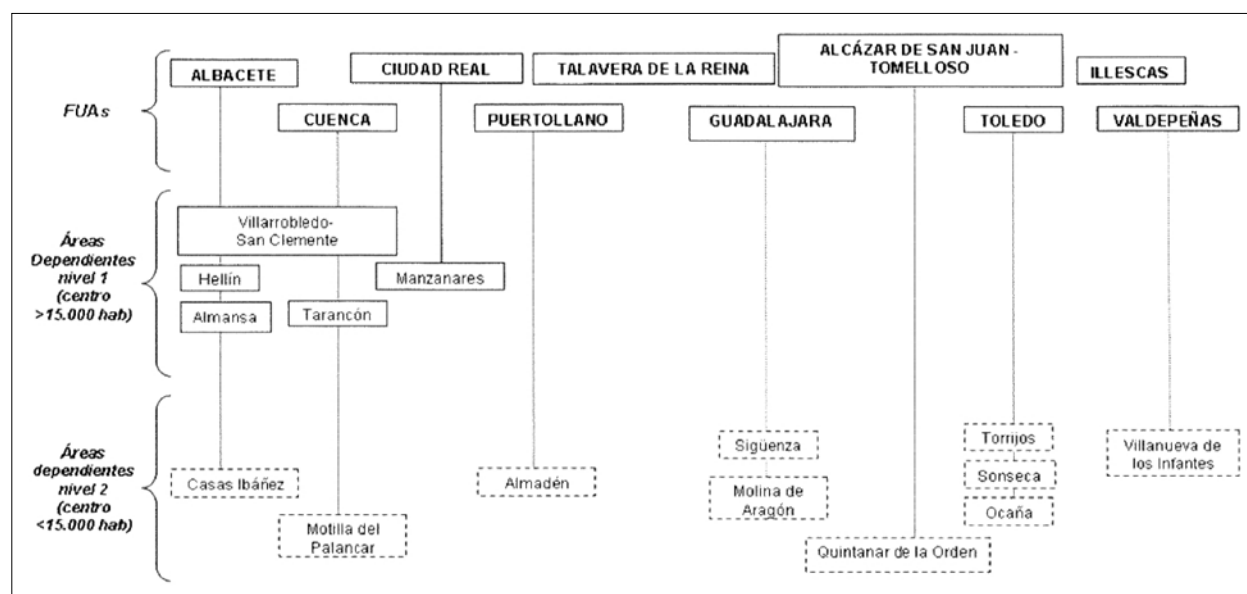 FUAs
ALBACETE
CIUDAD REAL
TALAVERA DE LA REINA
ALCÁZAR DE SAN JUAN -
TOMELLOSO
ILLESCAS
CUENCA
PUERTOLLANO
GUADALAJARA
TOLEDO
VALDEPEÑAS
Áreas
Dependientes
nivel 1
(centro
>15.000 hab)
Villarrobledo-
San Clemente
Hellín
Manzanares
Almansa
Tarancón
Áreas
dependientes
nivel 2
(centro
<15.000 hab)
Casas Ibáñez
Motilla del
Palancar
Almadén
Sigüenza
Molina de
Aragón
Quintanar de la Orden
Torrijos
Sonseca
Ocaña
Villanueva de
los Infantes